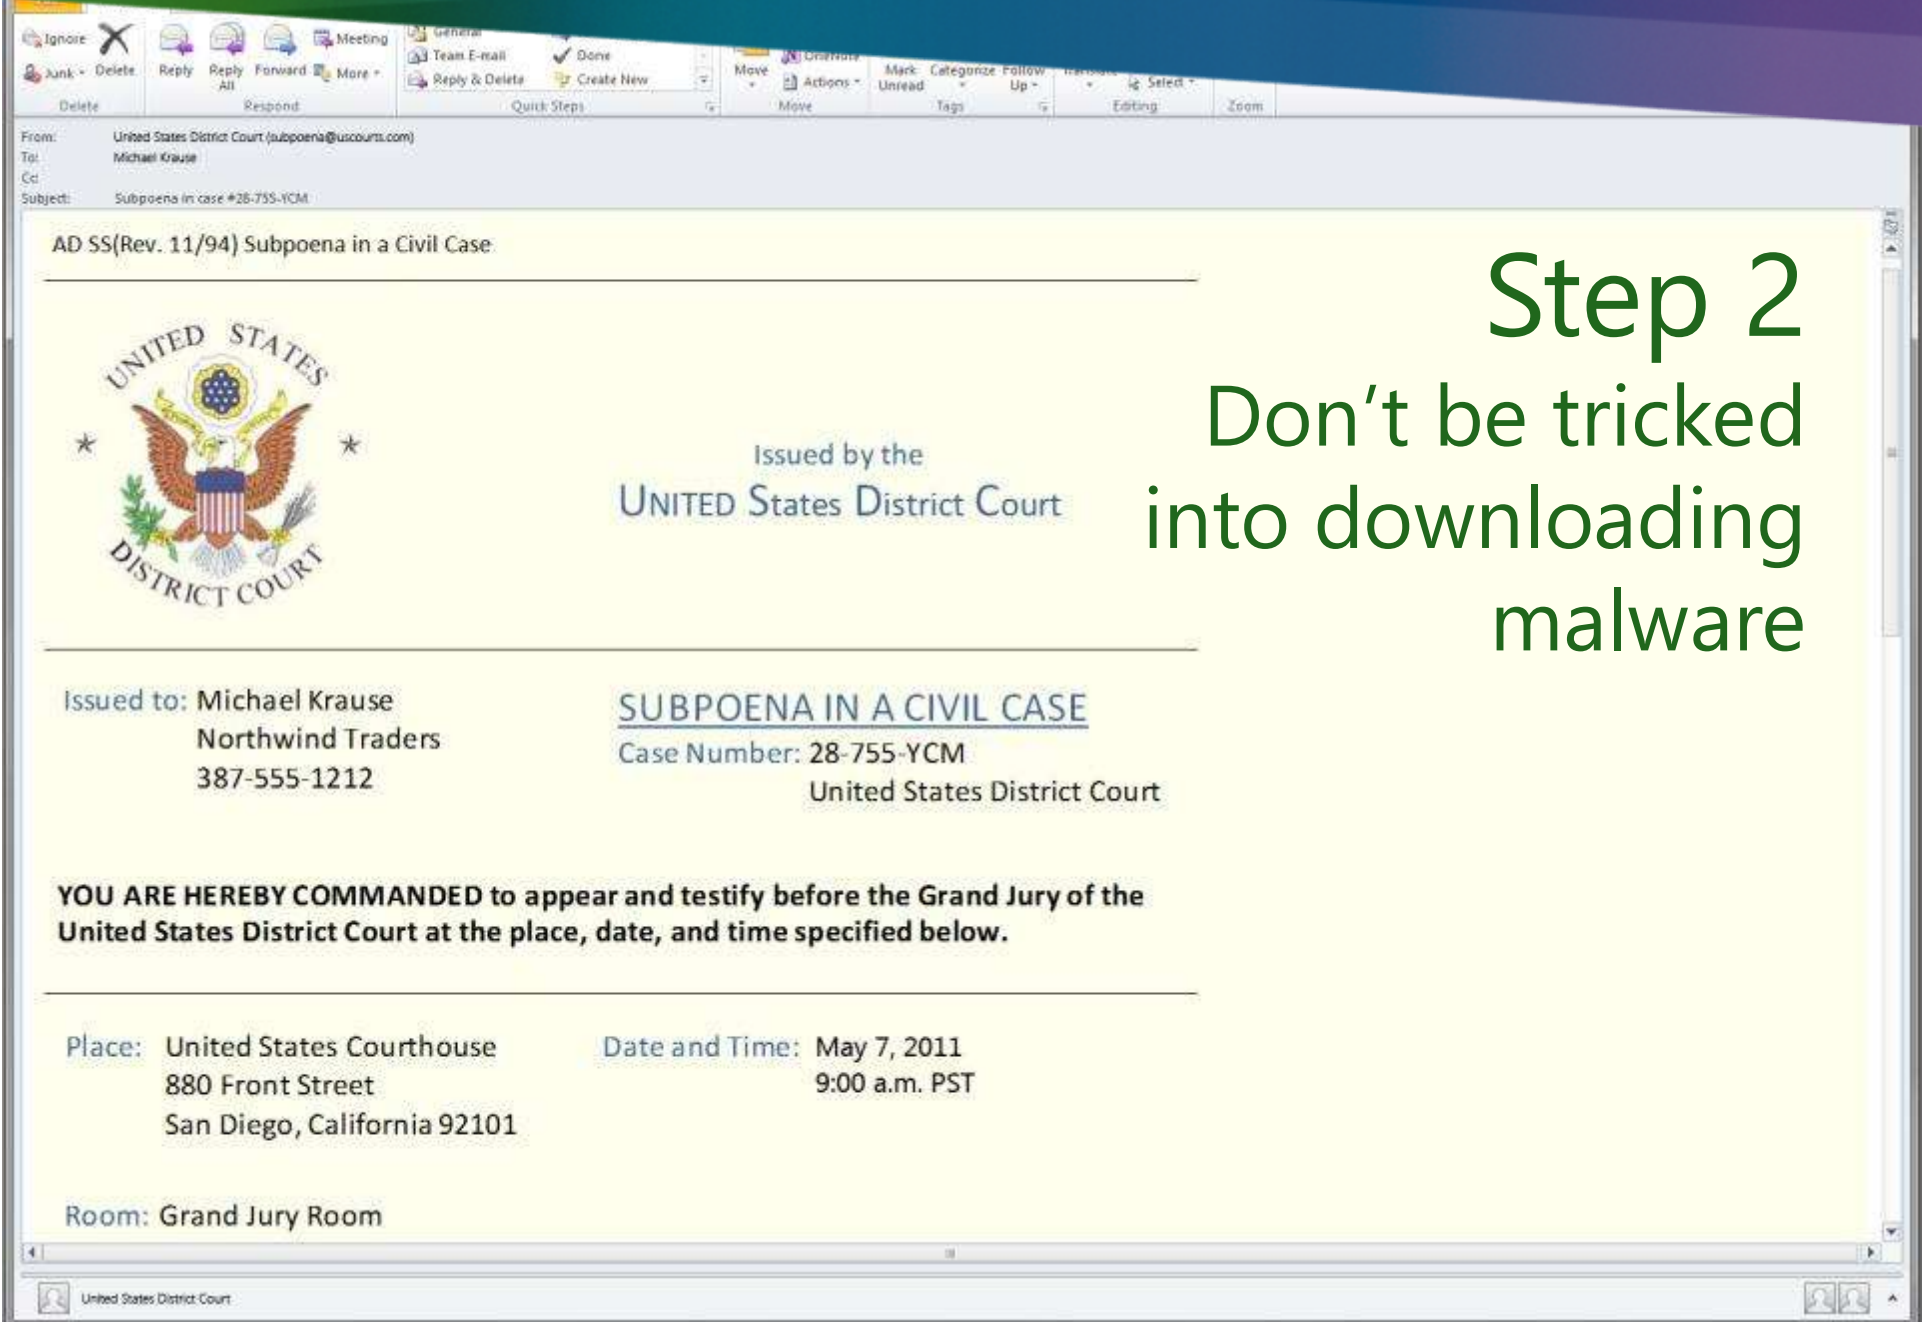 Ignore
Junk
Delete
Reply
Reply All
Forward
Meeting
More
General
Team E-mail
Reply & Delete
Done
Create New
Move
OneNote
Actions
Mark Unread
Categorize
Follow Up
Translate
Select
Delete
Respond
Quick Steps
Move
Tags
Editing
Zoom
From: United States District Court (subpoena@uscourts.com)
To: Michael Krause
Cc:
Subject: Subpoena in case #28-755-YCM
AD SS(Rev. 11/94) Subpoena in a Civil Case
Step 2
Don't be tricked
into downloading
malware
UNITED STATES
DISTRICT COURT
Issued by the
UNITED States District Court
Issued to: Michael Krause
Northwind Traders
387-555-1212
SUBPOENA IN A CIVIL CASE
Case Number: 28-755-YCM
United States District Court
YOU ARE HEREBY COMMANDED to appear and testify before the Grand Jury of the
United States District Court at the place, date, and time specified below.
Place: United States Courthouse
880 Front Street
San Diego, California 92101
Date and Time: May 7, 2011
9:00 a.m. PST
Room: Grand Jury Room
United States District Court